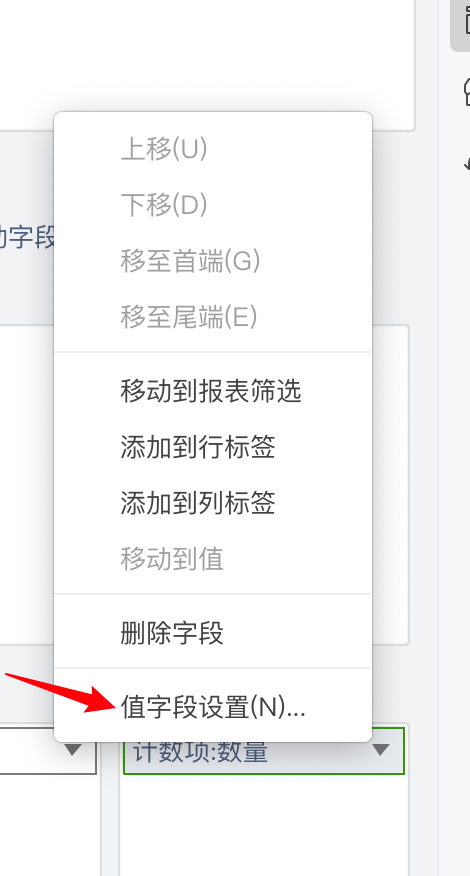 上移(U)
下移(D)
动字段
移至首端(G)
移至尾端(E)
移动到报表筛选
添加到行标签
添加到列标签
移动到值
删除字段
值字段设置(N)...
计数项:数量